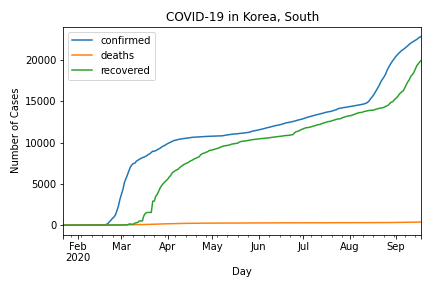 COVID-19 in Korea, South
confirmed
deaths
recovered
Number of Cases
20000
15000
10000
5000
0
Feb Mar Apr May Jun Jul Aug Sep
2020
Day